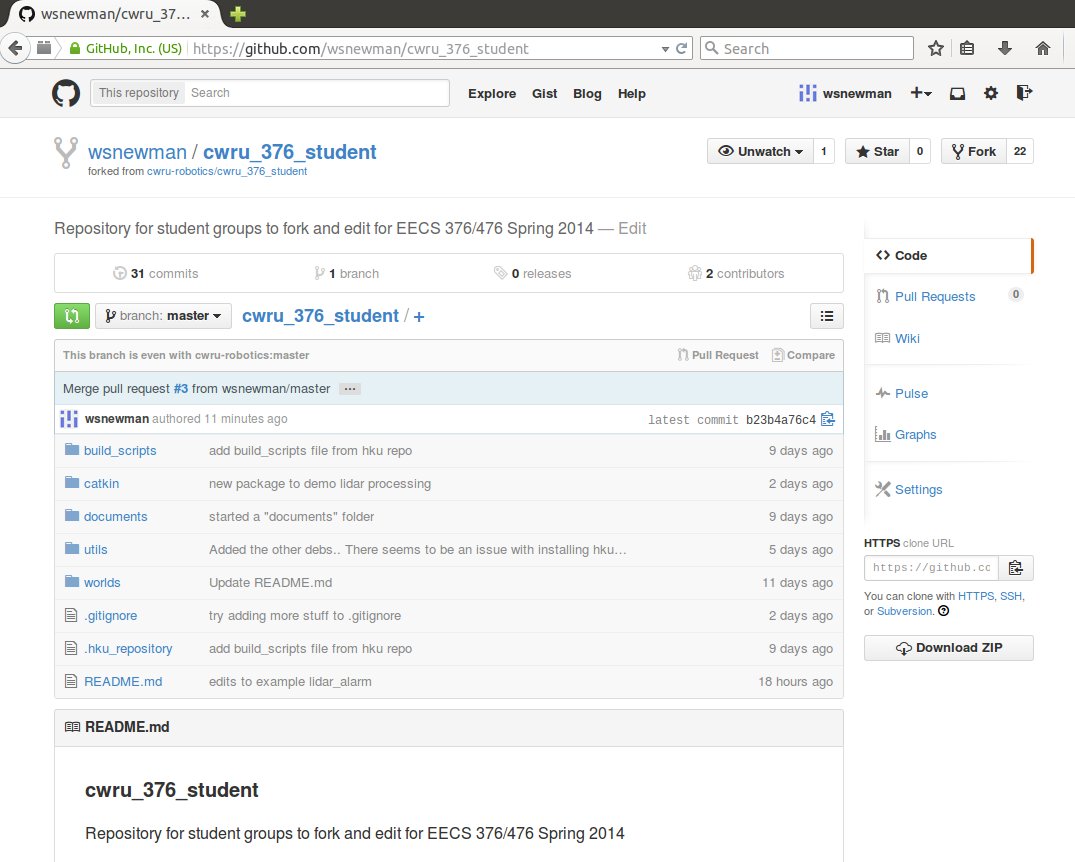 wsnewman/cwru_37...
GitHub, Inc. (US) https://github.com/wsnewman/cwru_376_student Search
This repository Search Explore Gist Blog Help wsnewman
wsnewman / cwru_376_student Unwatch 1 Star 0 Fork 22
forked from cwru-robotics/cwru_376_student
Repository for student groups to fork and edit for EECS 376/476 Spring 2014 — Edit
31 commits 1 branch 0 releases 2 contributors
branch: master cwru_376_student / +
This branch is even with cwru-robotics:master Pull Request Compare
Merge pull request #3 from wsnewman/master ...
wsnewman authored 11 minutes ago latest commit b23b4a76c4
build_scripts add build_scripts file from hku repo 9 days ago
catkin new package to demo lidar processing 2 days ago
documents started a "documents" folder 9 days ago
utils Added the other debs.. There seems to be an issue with installing hku... 5 days ago
worlds Update README.md 11 days ago
.gitignore try adding more stuff to .gitignore 2 days ago
.hku_repository add build_scripts file from hku repo 9 days ago
README.md edits to example lidar_alarm 18 hours ago
README.md
cwru_376_student
Repository for student groups to fork and edit for EECS 376/476 Spring 2014
Code
Pull Requests 0
Wiki
Pulse
Graphs
Settings
HTTPS clone URL
https://github.cc
You can clone with HTTPS, SSH,
or Subversion.
Download ZIP